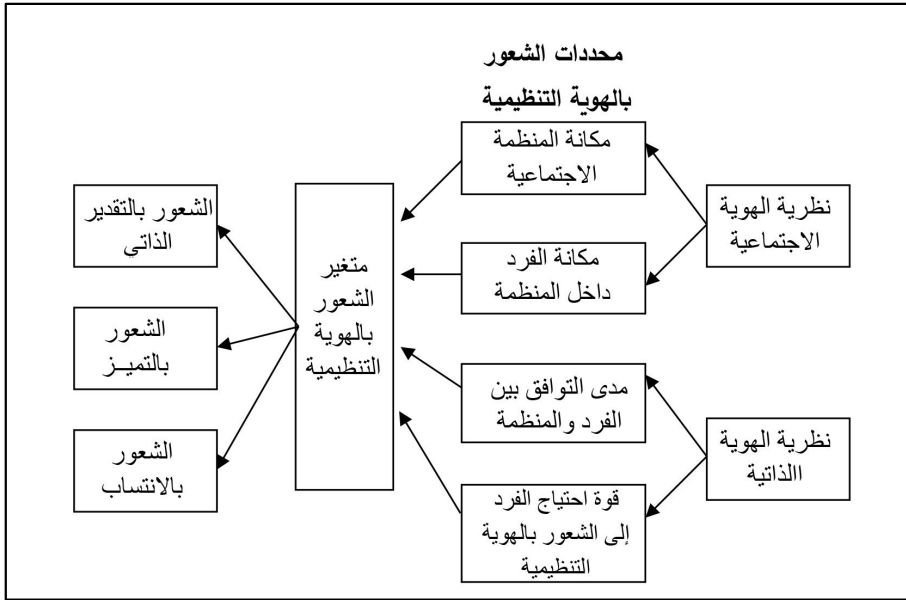 محددات الشعور
بالهوية التنظيمية
نظرية الهوية
الاجتماعية
نظرية الهوية
االذاتية
مكانة المنظمة
الاجتماعية
مكانة الفرد
داخل المنظمة
مدى التوافق بين
الفرد والمنظمة
قوة احتياج الفرد
إلى الشعور بالهوية
التنظيمية
متغير
الشعور
بالهوية
التنظيمية
الشعور بالتقدير
الذاتي
الشعور
بالتميــز
الشعور
بالانتساب